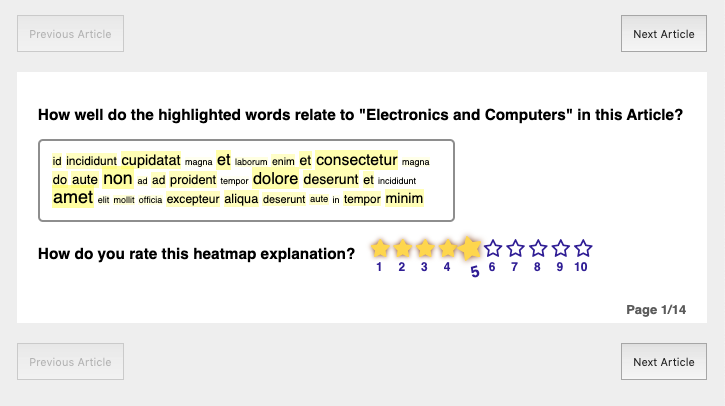 Previous Article
Next Article
How well do the highlighted words relate to "Electronics and Computers" in this Article?
id incididunt cupidatat magna et laborum enim et consectetur magna
do aute non ad ad proident tempor dolore deserunt et incididunt
amet elit mollit officia excepteur aliqua deserunt aute in tempor minim
How do you rate this heatmap explanation?
1 2 3 4 5 6 7 8 9 10
Page 1/14
Previous Article
Next Article